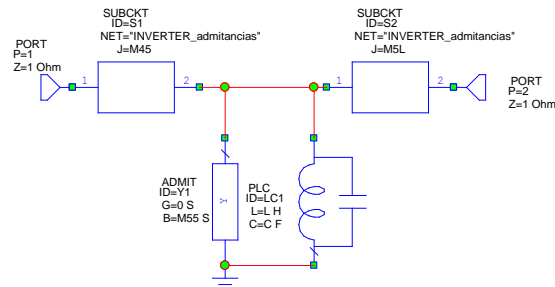 SUBCKT
ID=S1
NET="INVERTER_admitancias"
J=M45
SUBCKT
ID=S2
NET="INVERTER_admitancias"
J=M5L
PORT
P=1
Z=1 Ohm
1
2
1
2
PORT
P=2
Z=1 Ohm
ADMIT
ID=Y1
G=0 S
B=M55 S
Y
PLC
ID=LC1
L=L H
C=C F